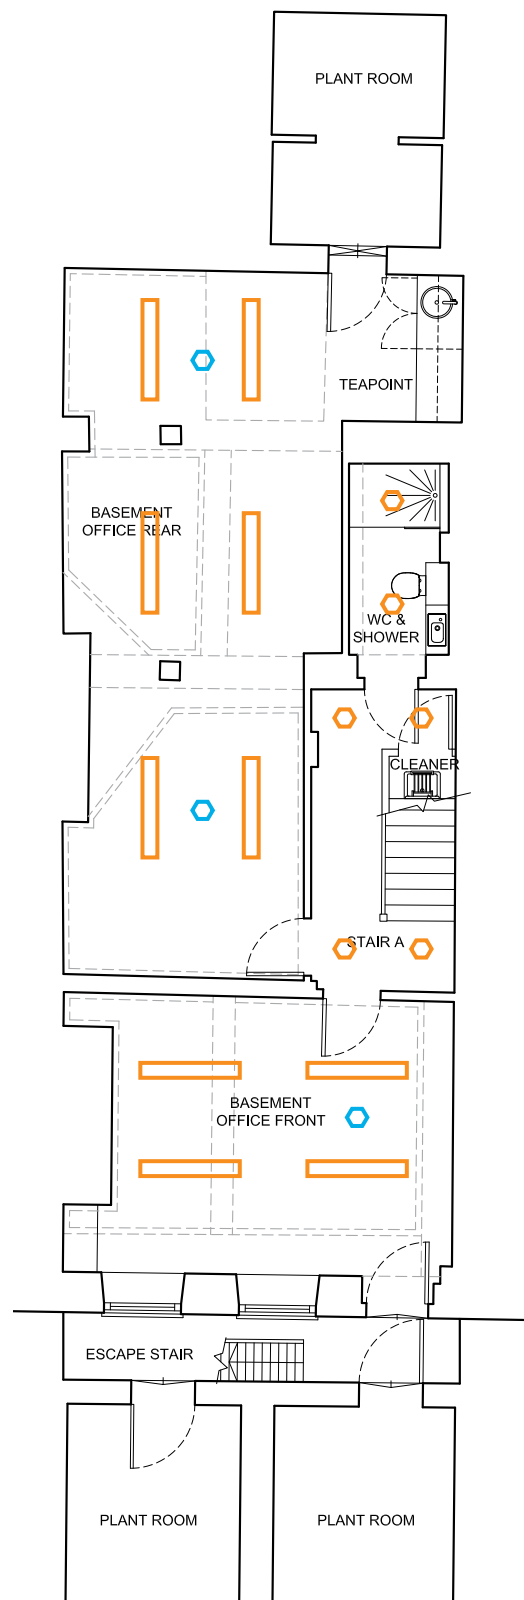 PLANT ROOM
TEAPOINT
BASEMENT
OFFICE REAR
WC &
SHOWER
CLEANER
STAIR A
BASEMENT
OFFICE FRONT
ESCAPE STAIR
PLANT ROOM
PLANT ROOM